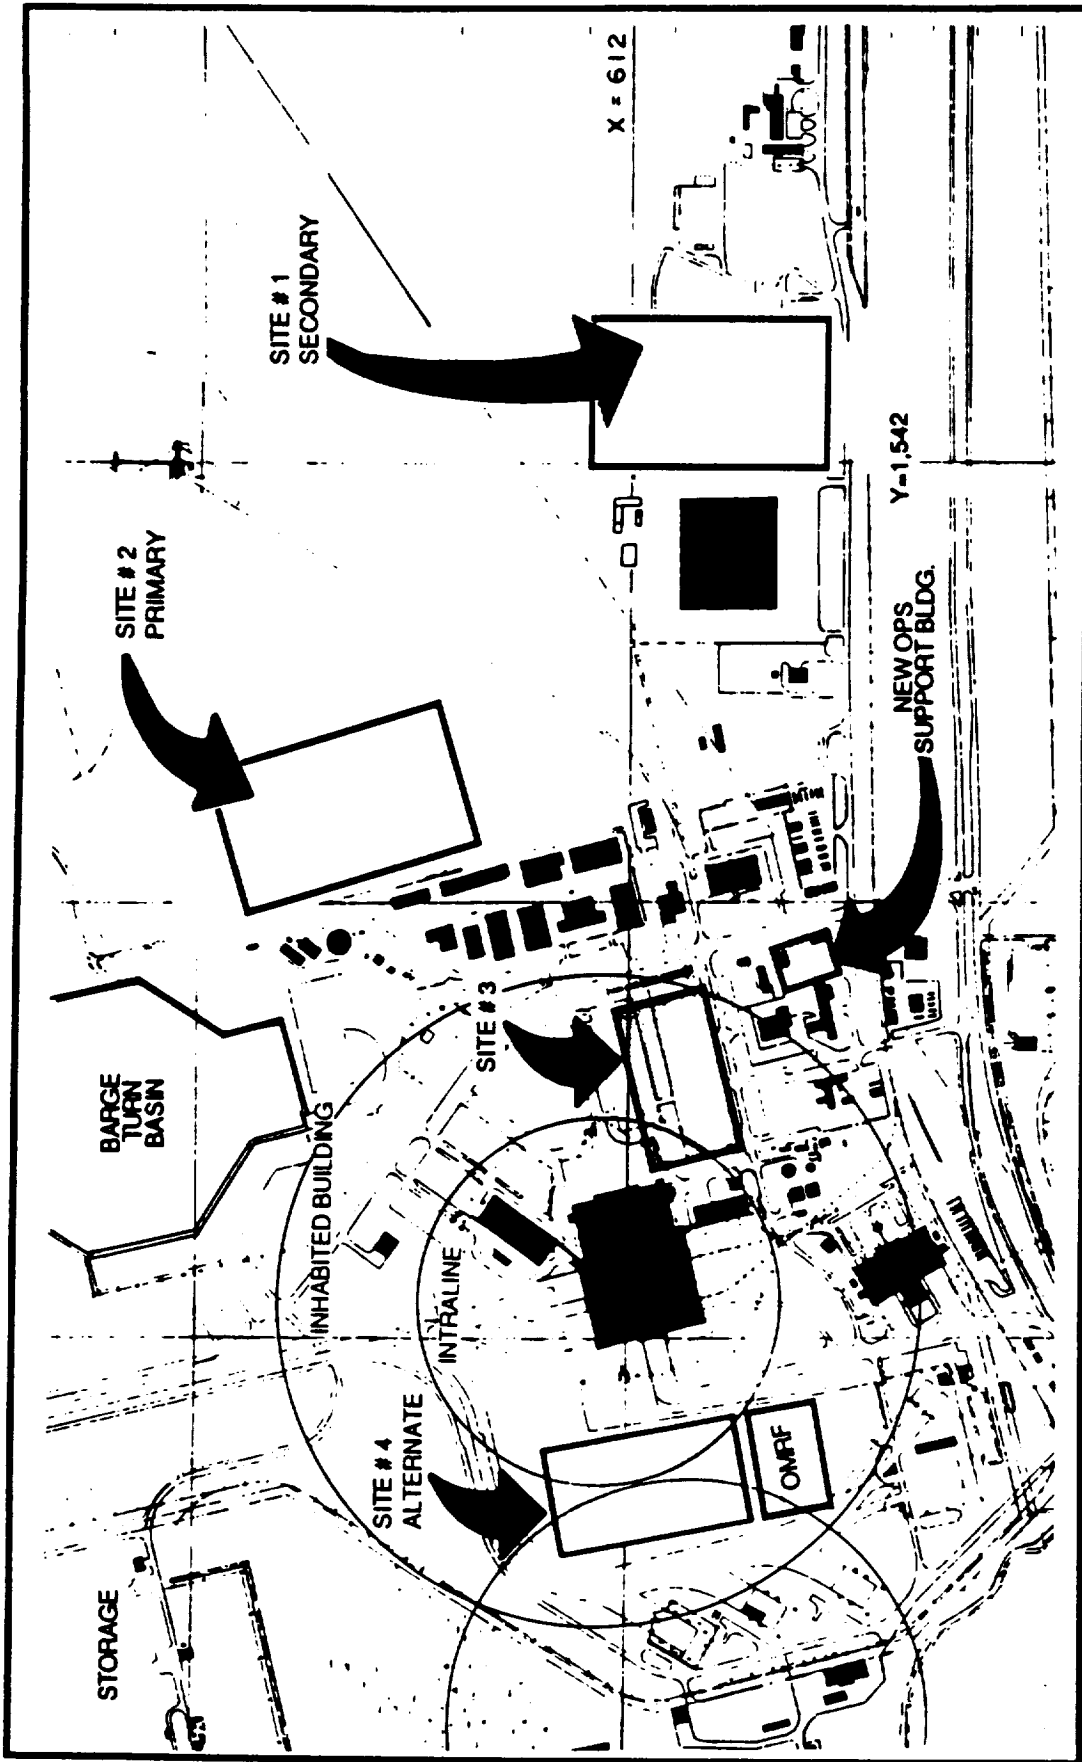 STORAGE
BARGE
TURN
BASIN
SITE # 2
PRIMARY
SITE # 1
SECONDARY
INHABITED BUILDING
SITE # 4
ALTERNATE
INTRALINE
SITE # 3
X = 612
OMRF
NEW OPS
SUPPORT BLDG.
Y=1,542